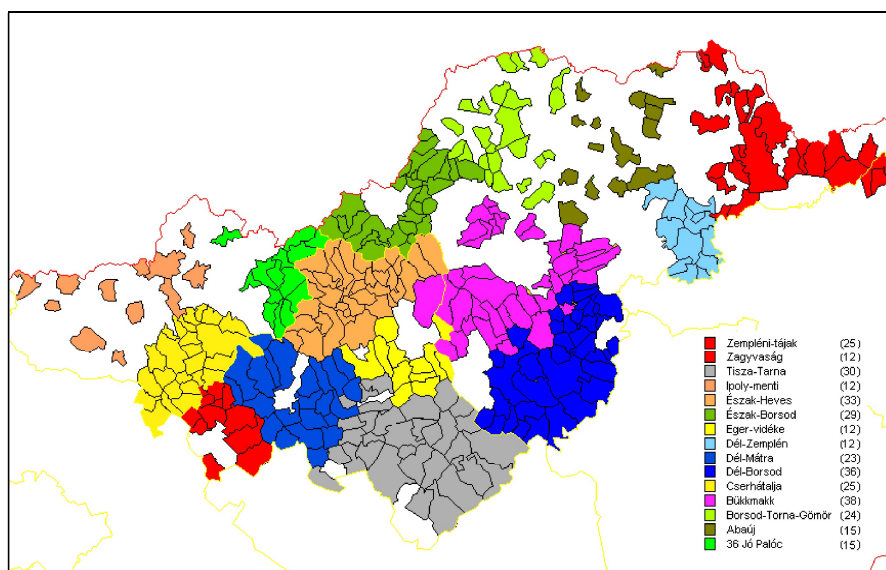 Zempléni-tájak (25)
Zagyvaság (12)
Tisza-Tarna (30)
Ipoly-menti (12)
Észak-Heves (33)
Észak-Borsod (29)
Eger-vidéke (12)
Dél-Zemplén (12)
Dél-Mátra (23)
Dél-Borsod (36)
Cserhátalja (25)
Bükkmakk (38)
Borsod-Torna-Gömör (24)
Abaúj (15)
36 Jó Palóc (15)